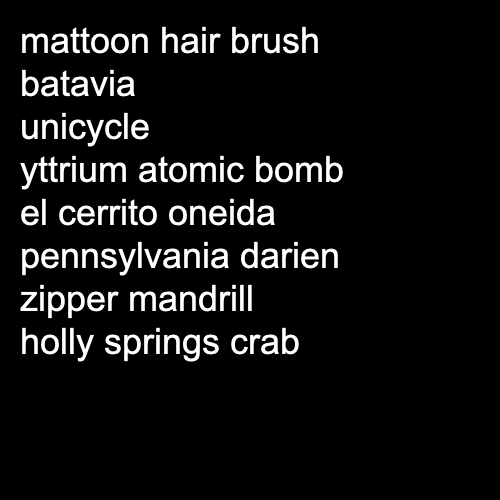 mattoon hair brush
batavia
unicycle
yttrium atomic bomb
el cerrito oneida
pennsylvania darien
zipper mandrill
holly springs crab